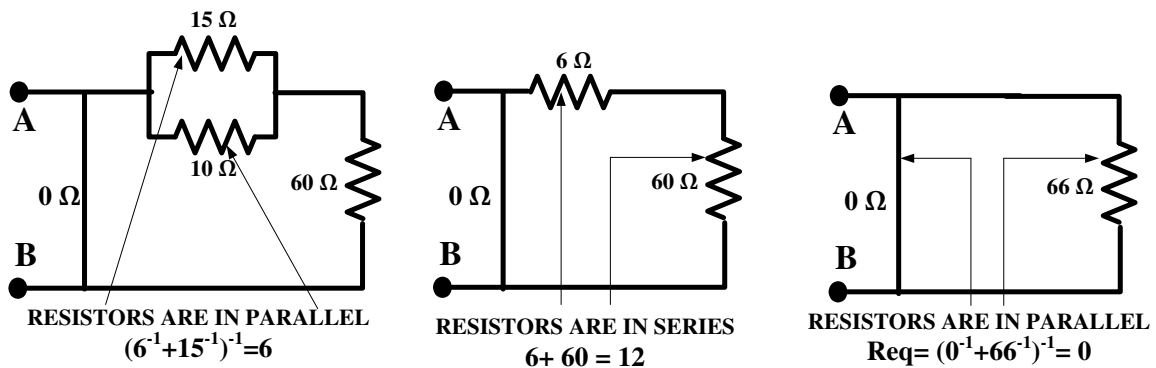 15 Ω
A
10 Ω
60 Ω
0 Ω
B
RESISTORS ARE IN PARALLEL
(6⁻¹+15⁻¹)⁻¹=6
6 Ω
A
60 Ω
0 Ω
B
RESISTORS ARE IN SERIES
6+ 60 = 12
A
66 Ω
0 Ω
B
RESISTORS ARE IN PARALLEL
Req= (0⁻¹+66⁻¹)⁻¹= 0